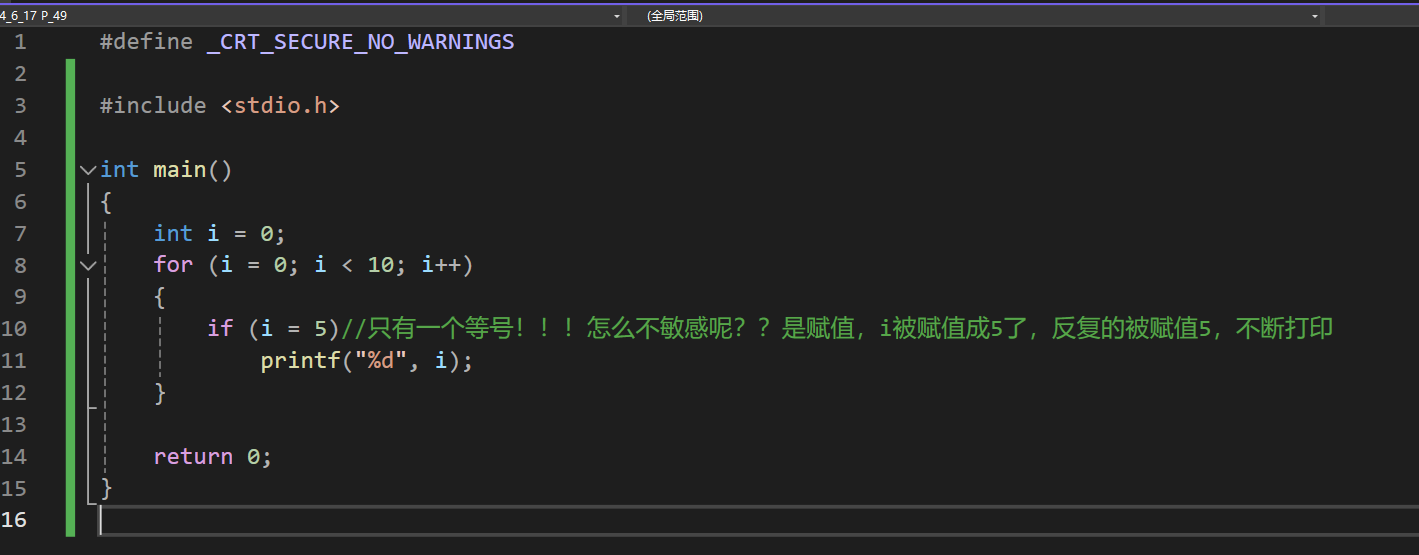 4_6_17 P_49
(全局范围)
1 #define _CRT_SECURE_NO_WARNINGS
2
3 #include <stdio.h>
4
5 int main()
6 {
7 int i = 0;
8 for (i = 0; i < 10; i++)
9 {
10 if (i = 5)//只有一个等号！！！怎么不敏感呢？？是赋值，i被赋值成5了，反复的被赋值5，不断打印
11 printf("%d", i);
12 }
13
14 return 0;
15 }
16